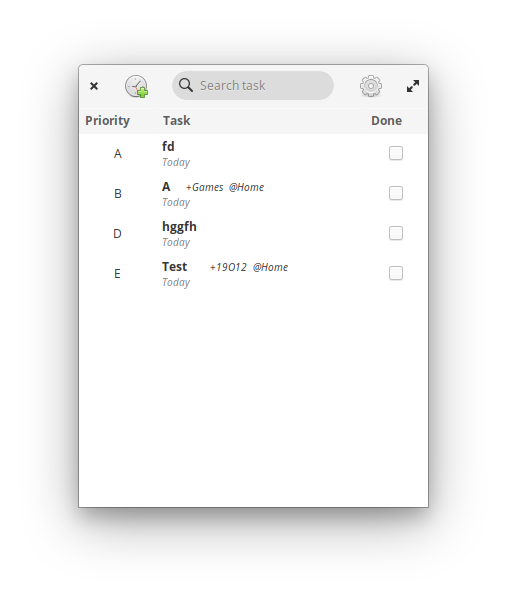 Search task
Priority Task Done
A fd
Today
B A +Games @Home
Today
D hggfh
Today
E Test +19O12 @Home
Today